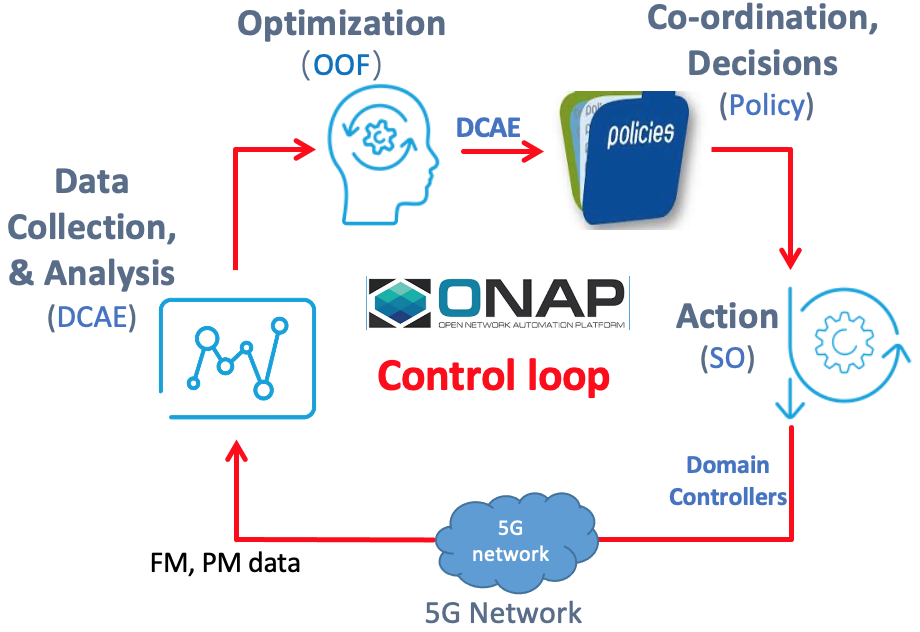 Optimization
(OOF)
Co-ordination,
Decisions
(Policy)
DCAE
policies
Data
Collection,
& Analysis
(DCAE)
ONAP
OPEN NETWORK AUTOMATION PLATFORM
Control loop
Action
(SO)
Domain
Controllers
5G
network
FM, PM data
5G Network